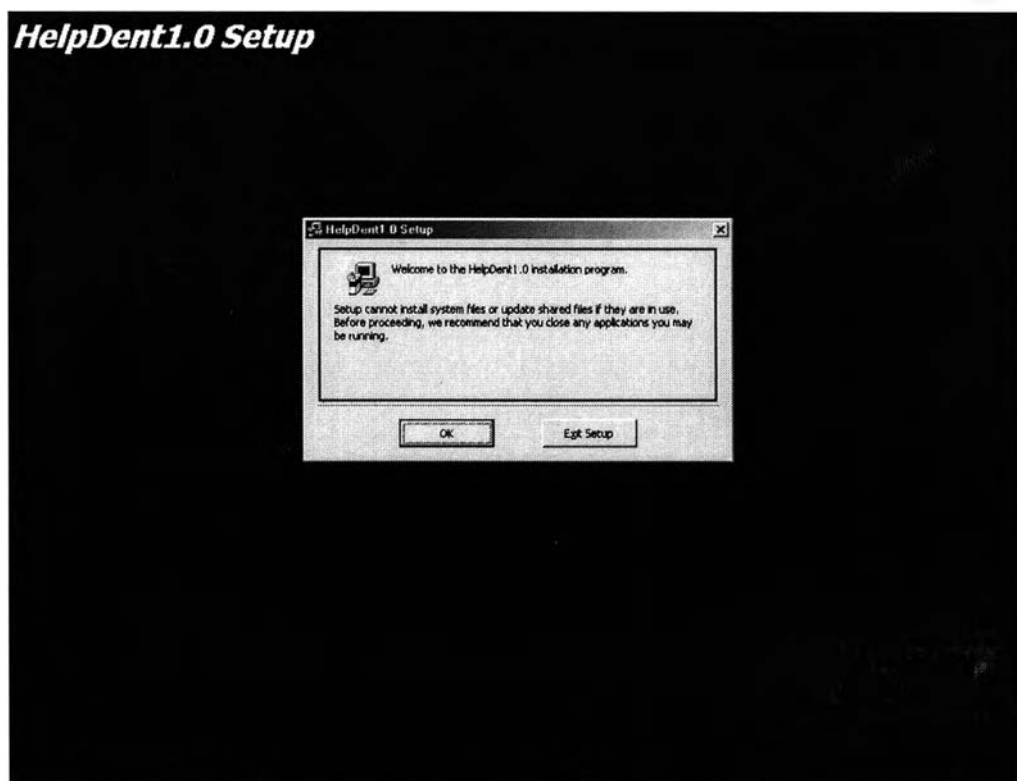 HelpDent1.0 Setup
HelpDent1.0 Setup
Welcome to the HelpDent1.0 installation program.
Setup cannot install system files or update shared files if they are in use.
Before proceeding, we recommend that you close any applications you may
be running.
OK
Exit Setup